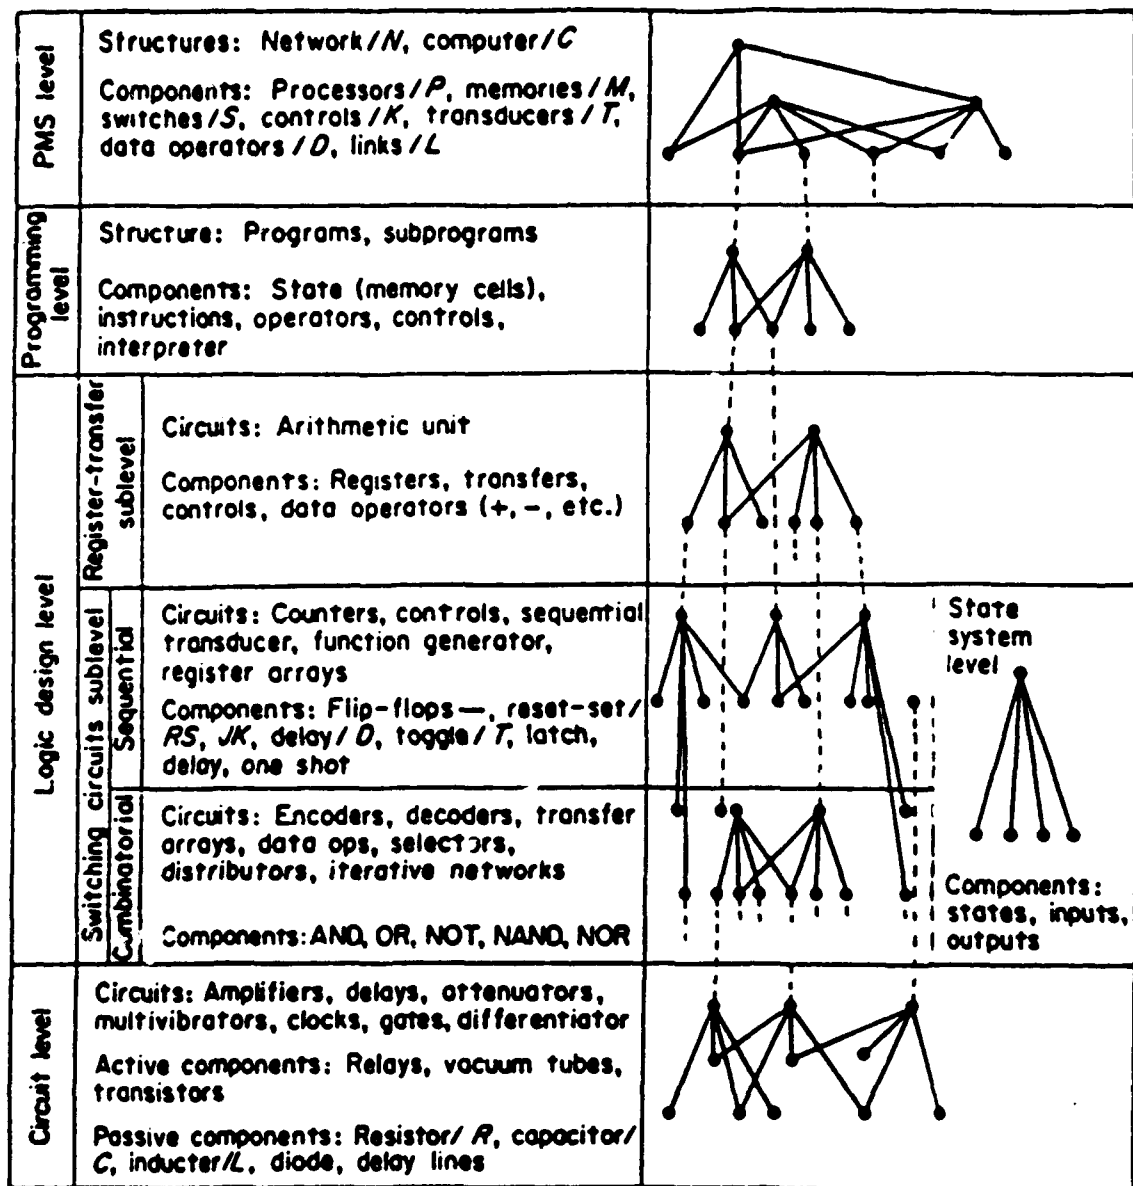 PMS level
Structures: Network/N, computer/C
Components: Processors/P, memories/M,
switches/S, controls/K, transducers/T,
data operators/D, links/L
Programming
level
Structure: Programs, subprograms
Components: State (memory cells),
instructions, operators, controls,
interpreter
Logic design level
Register-transfer
sublevel
Circuits: Arithmetic unit
Components: Registers, transfers,
controls, data operators (+, -, etc.)
Switching circuits sublevel
Sequential
Circuits: Counters, controls, sequential
transducer, function generator,
register arrays
Components: Flip-flops—, reset-set/
RS, JK, delay/D, toggle/T, latch,
delay, one shot
Combinatorial
Circuits: Encoders, decoders, transfer
arrays, data ops, selectors,
distributors, iterative networks
Components: AND, OR, NOT, NAND, NOR
State
system
level
Components:
states, inputs,
outputs
Circuit level
Circuits: Amplifiers, delays, attenuators,
multivibrators, clocks, gates, differentiator
Active components: Relays, vacuum tubes,
transistors
Passive components: Resistor/R, capacitor/
C, inducter/L, diode, delay lines